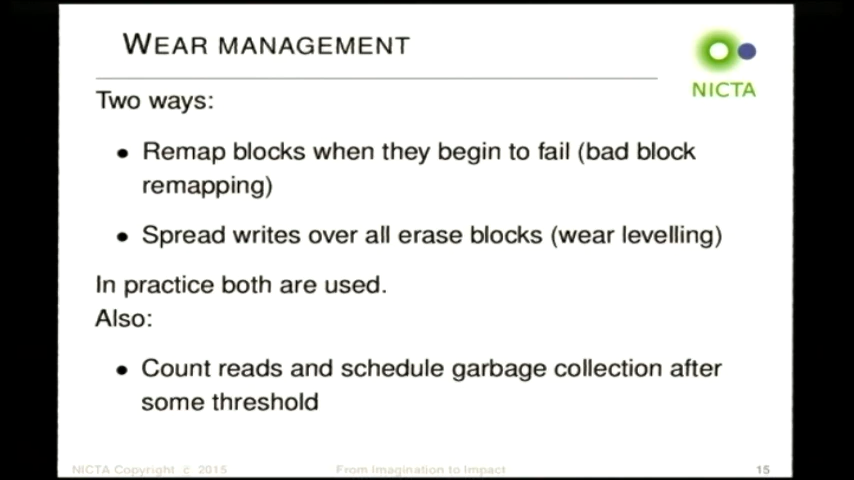 WEAR MANAGEMENT
NICTA
Two ways:
• Remap blocks when they begin to fail (bad block
remapping)
• Spread writes over all erase blocks (wear levelling)
In practice both are used.
Also:
• Count reads and schedule garbage collection after
some threshold
NICTA Copyright c 2015
From Imagination to Impact
15